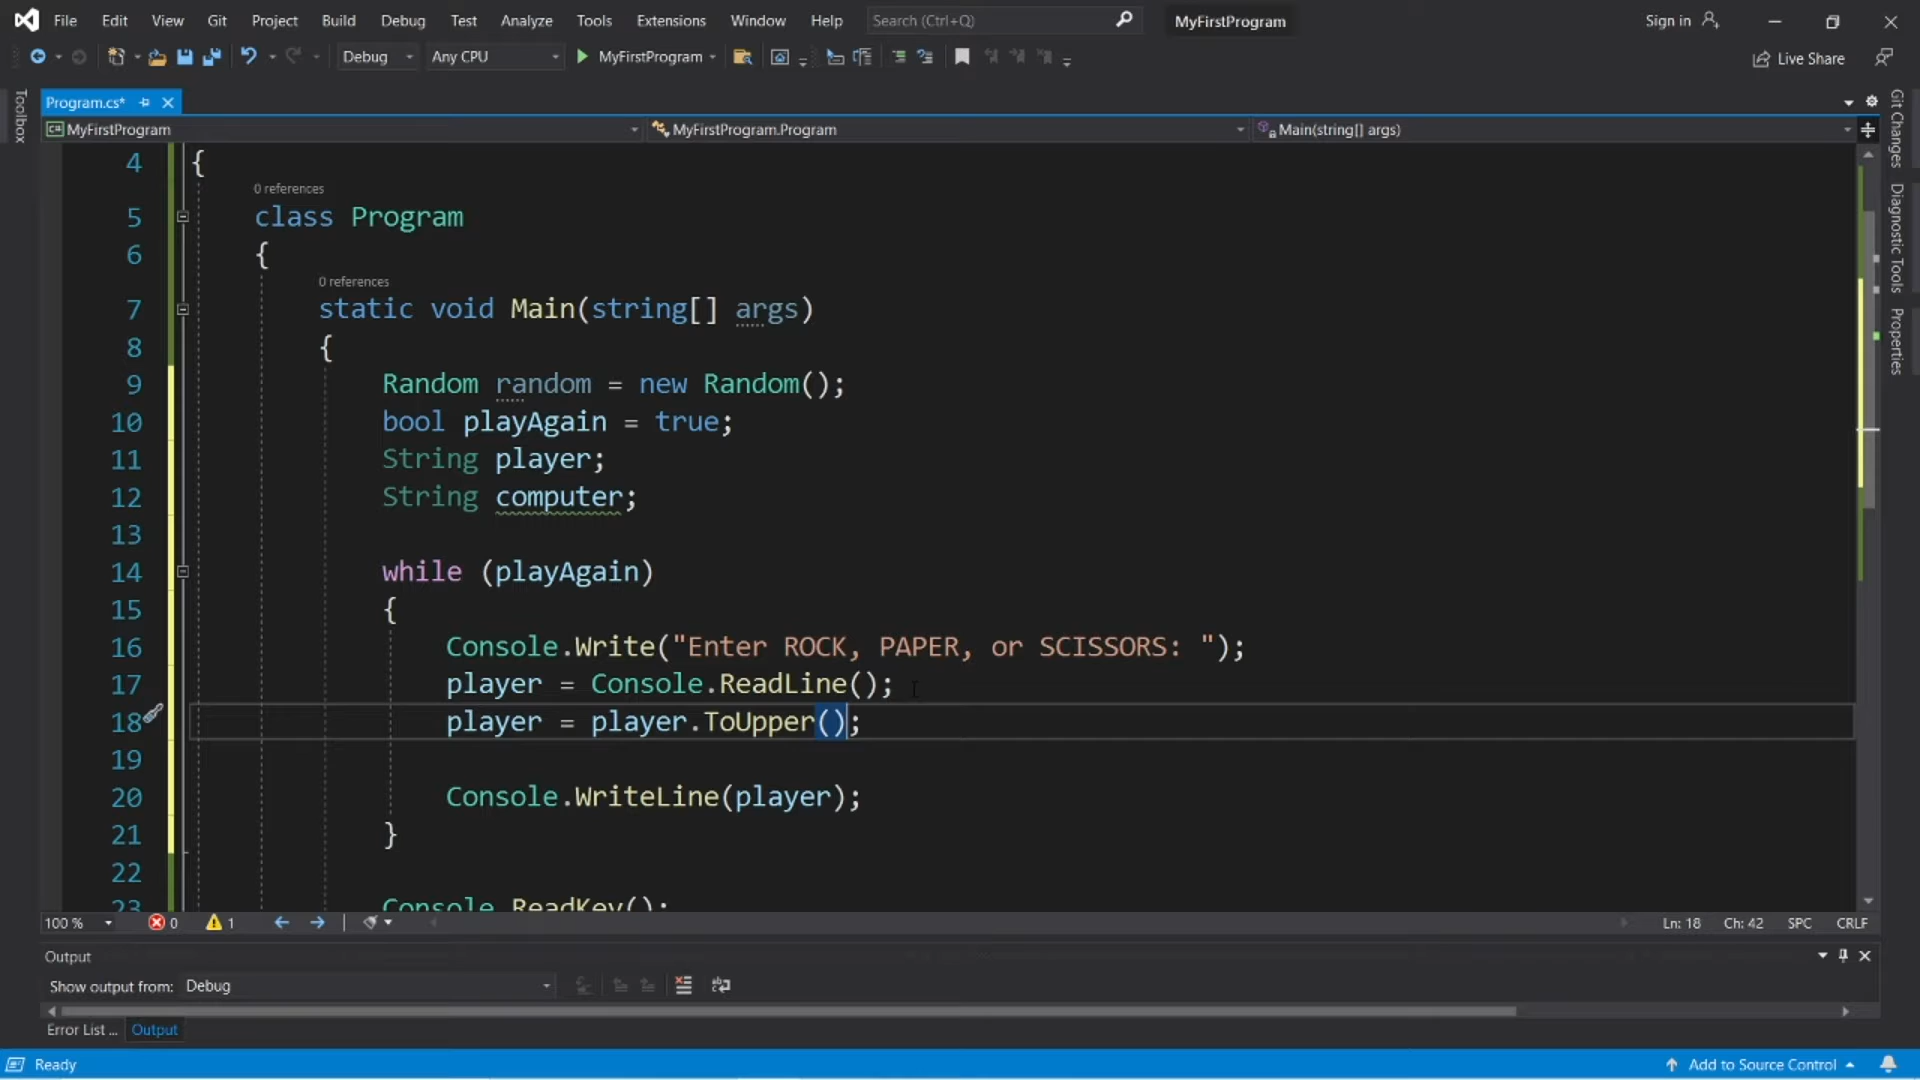 File Edit View Git Project Build Debug Test Analyze Tools Extensions Window Help Search (Ctrl+Q) MyFirstProgram Sign in
Debug Any CPU MyFirstProgram Live Share
Toolbox
Program.cs*
MyFirstProgram MyFirstProgram.Program Main(string[] args)
4 {
0 references
5 class Program
6 {
0 references
7 static void Main(string[] args)
8 {
9 Random random = new Random();
10 bool playAgain = true;
11 String player;
12 String computer;
13
14 while (playAgain)
15 {
16 Console.Write("Enter ROCK, PAPER, or SCISSORS: ");
17 player = Console.ReadLine();
18 player = player.ToUpper();
19
20 Console.WriteLine(player);
21 }
22
23 Console.ReadKey();
Git Changes
Diagnostic Tools
Properties
100 % 0 1 Ln: 18 Ch: 42 SPC CRLF
Output
Show output from: Debug
Error List ... Output
Ready Add to Source Control